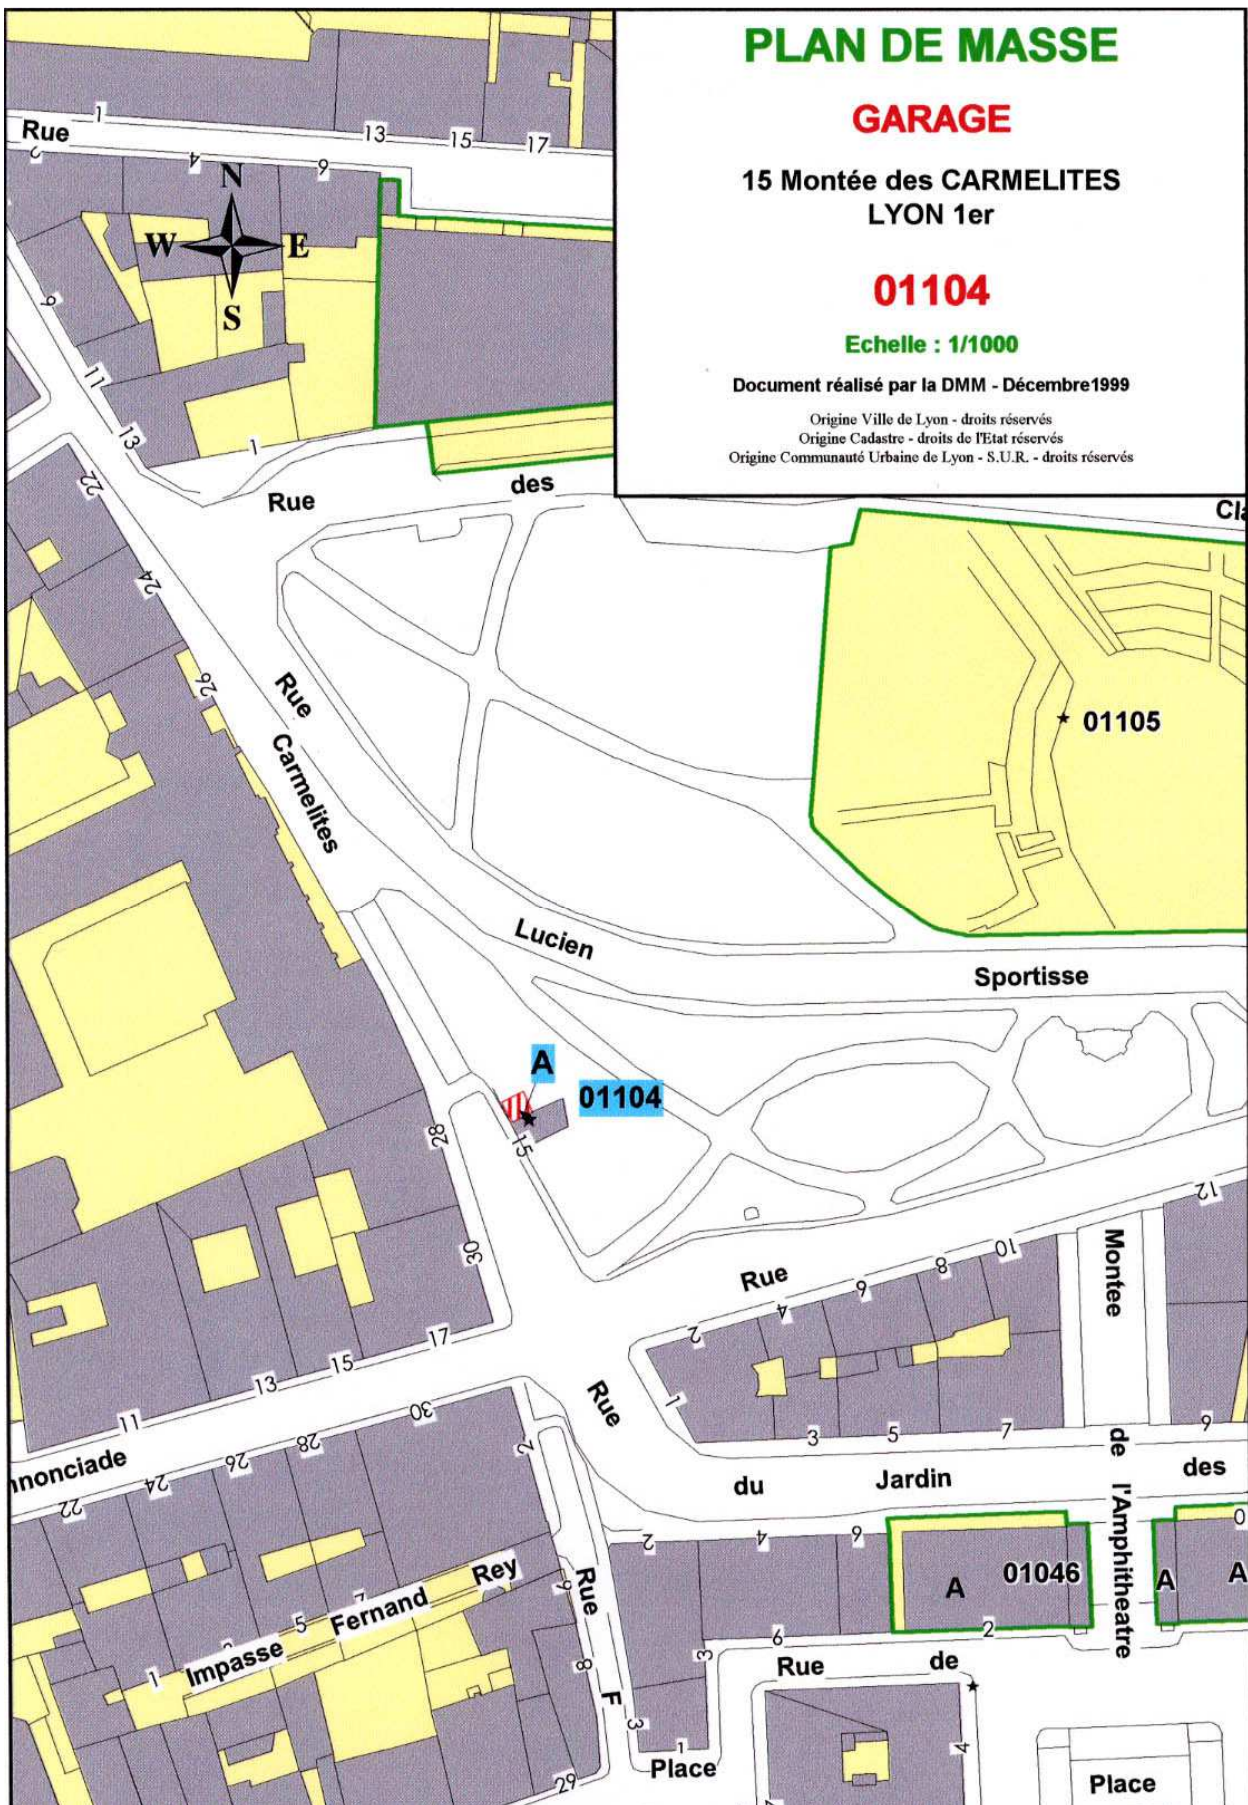 PLAN DE MASSE
GARAGE
15 Montée des CARMELITES
LYON 1er
01104
Echelle : 1/1000
Document réalisé par la DMM - Décembre1999
Origine Ville de Lyon - droits réservés
Origine Cadastre - droits de l'Etat réservés
Origine Communauté Urbaine de Lyon - S.U.R. - droits réservés
Rue
1
13
15
17
2
4
6
N
W
E
S
9
11
13
1
Rue
des
Cla
22
24
26
Rue
Carmelites
01105
Lucien
Sportisse
A
01104
15
28
30
12
10
8
6
4
2
Rue
Montee
de
l'Amphitheatre
17
15
13
11
1
3
5
7
9
Rue
du
Jardin
des
nnonciade
30
28
26
24
22
2
2
4
6
0
01046
A
A
A
2
Rey
Fernand
Impasse
1
5
7
Rue
F
6
8
3
29
6
3
1
Place
Rue
de
4
Place